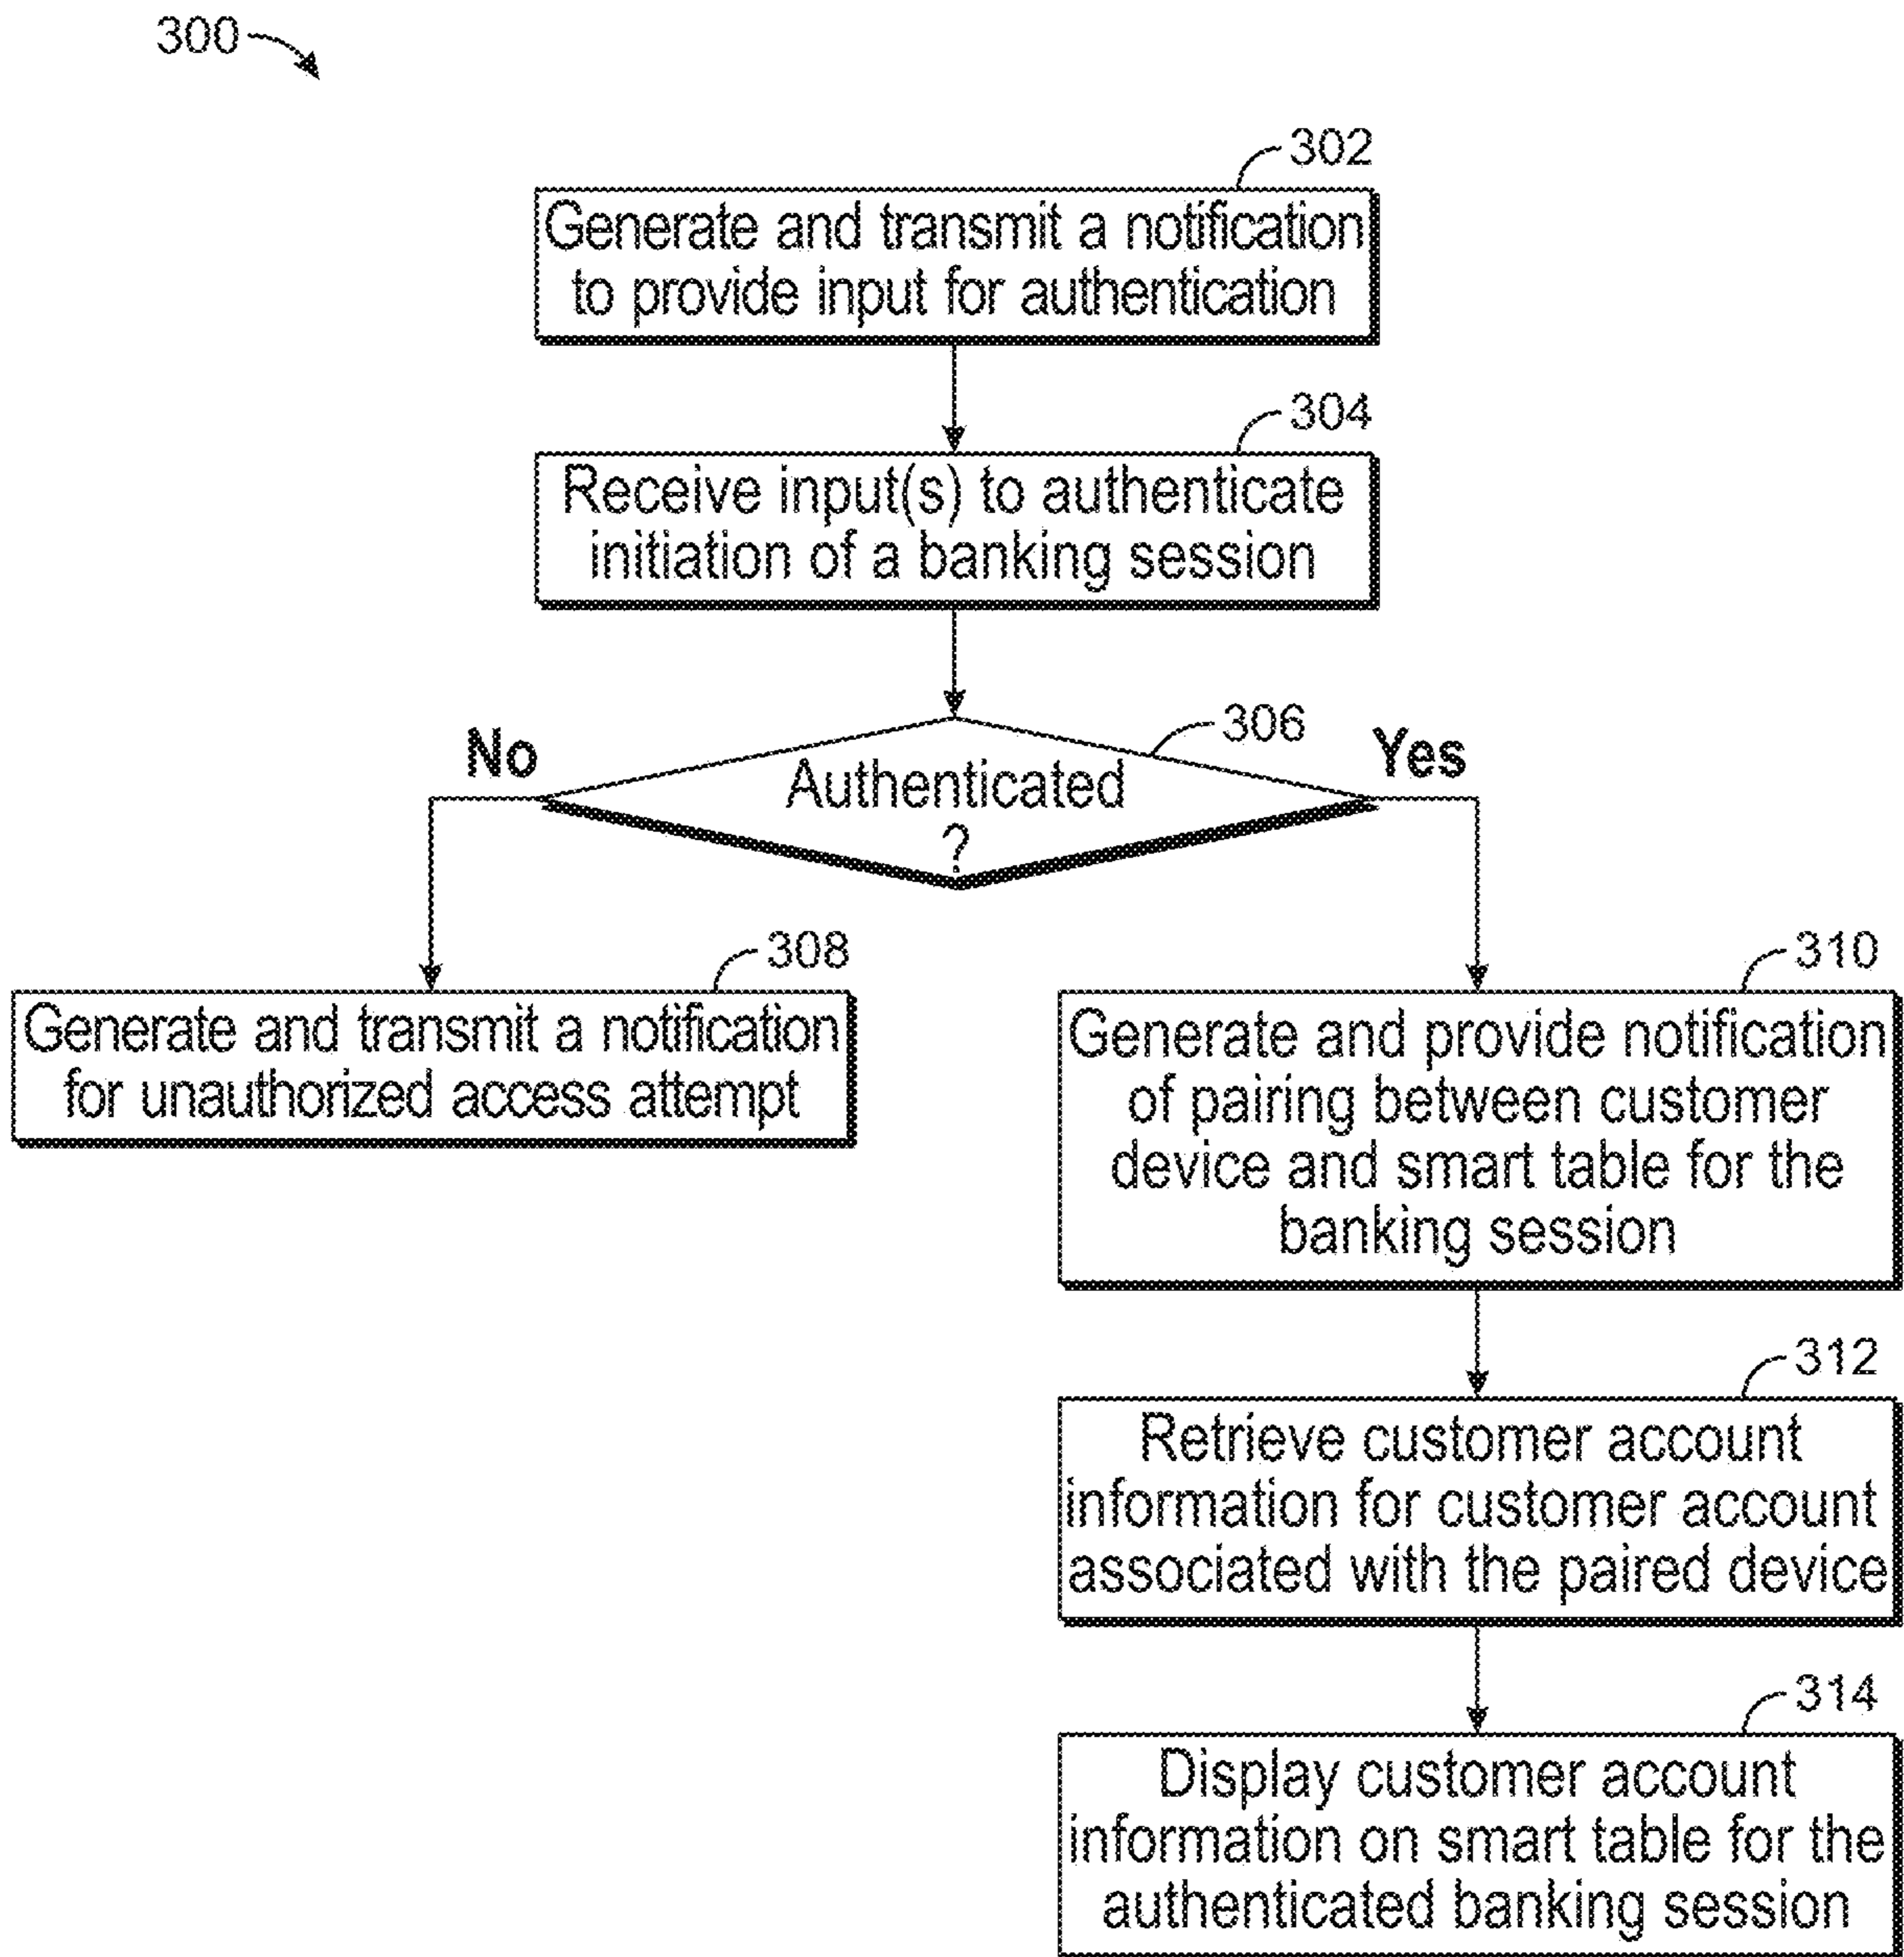 300
302
Generate and transmit a notification
to provide input for authentication
304
Receive input(s) to authenticate
initiation of a banking session
306
No
Yes
Authenticated
?
308
Generate and transmit a notification
for unauthorized access attempt
310
Generate and provide notification
of pairing between customer
device and smart table for the
banking session
312
Retrieve customer account
information for customer account
associated with the paired device
314
Display customer account
information on smart table for the
authenticated banking session